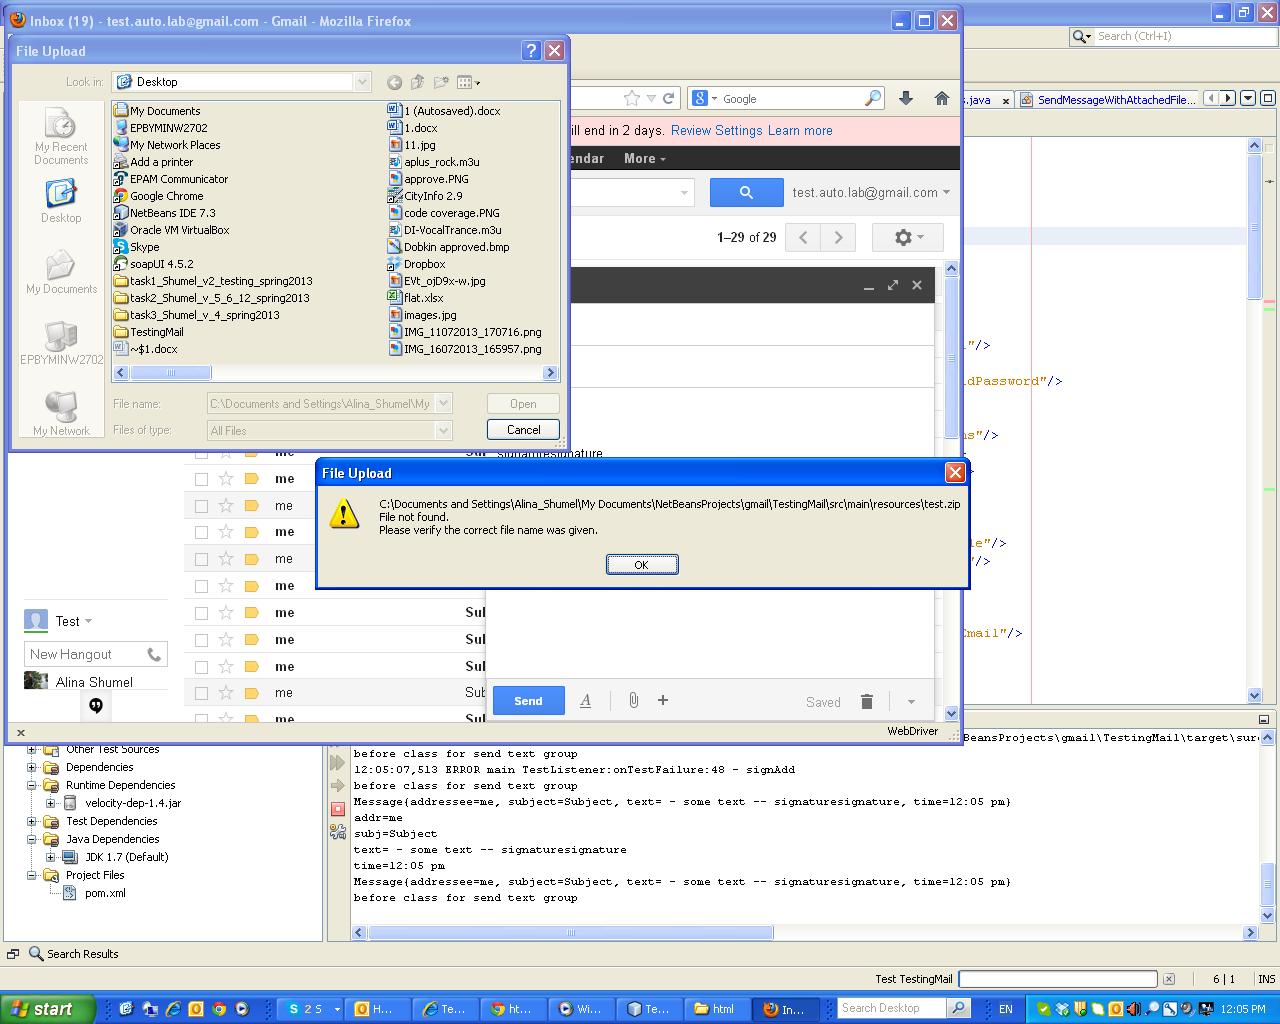 Inbox (19) - test.auto.lab@gmail.com - Gmail - Mozilla Firefox
Search (Ctrl+I)
File Upload
Look in:
Desktop
My Recent Documents
Desktop
My Documents
EPBYMINW2702
My Network
My Documents
EPBYMINW2702
My Network Places
Add a printer
EPAM Communicator
Google Chrome
NetBeans IDE 7.3
Oracle VM VirtualBox
Skype
soapUI 4.5.2
task1_Shumel_v2_testing_spring2013
task2_Shumel_v_5_6_12_spring2013
task3_Shumel_v_4_spring2013
TestingMail
~$1.docx
1 (Autosaved).docx
1.docx
11.jpg
aplus_rock.m3u
approve.PNG
CityInfo 2.9
code coverage.PNG
DI-VocalTrance.m3u
Dobkin approved.bmp
Dropbox
EVt_ojD9x-w.jpg
flat.xlsx
images.jpg
IMG_11072013_170716.png
IMG_16072013_165957.png
File name:
C:\Documents and Settings\Alina_Shumel\My
Open
Files of type:
All Files
Cancel
Google
ill end in 2 days. Review Settings Learn more
endar More
test.auto.lab@gmail.com
1–29 of 29
s.java
SendMessageWithAttachedFile...
"/>
dPassword"/>
ns"/>
le"/>
"/>
Email"/>
File Upload
C:\Documents and Settings\Alina_Shumel\My Documents\NetBeansProjects\gmail\TestingMail\src\main\resources\test.zip
File not found.
Please verify the correct file name was given.
OK
me
me
me
me
me
me
me Sul
me Sul
me Sul
me Sub
me Sul
Test
New Hangout
Alina Shumel
Send
A
Saved
WebDriver
Other Test Sources
Dependencies
Runtime Dependencies
velocity-dep-1.4.jar
Test Dependencies
Java Dependencies
JDK 1.7 (Default)
Project Files
pom.xml
BeansProjects\gmail\TestingMail\target\sure
before class for send text group
12:05:07,513 ERROR main TestListener:onTestFailure:48 - signAdd
before class for send text group
Message{addressee=me, subject=Subject, text= - some text -- signaturesignature, time=12:05 pm}
addr=me
subj=Subject
text= - some text -- signaturesignature
time=12:05 pm
Message{addressee=me, subject=Subject, text= - some text -- signaturesignature, time=12:05 pm}
before class for send text group
Search Results
Test TestingMail
6 | 1
INS
start
2 S
H...
Te...
ht...
Wi...
Te...
html
In...
Search Desktop
EN
12:05 PM